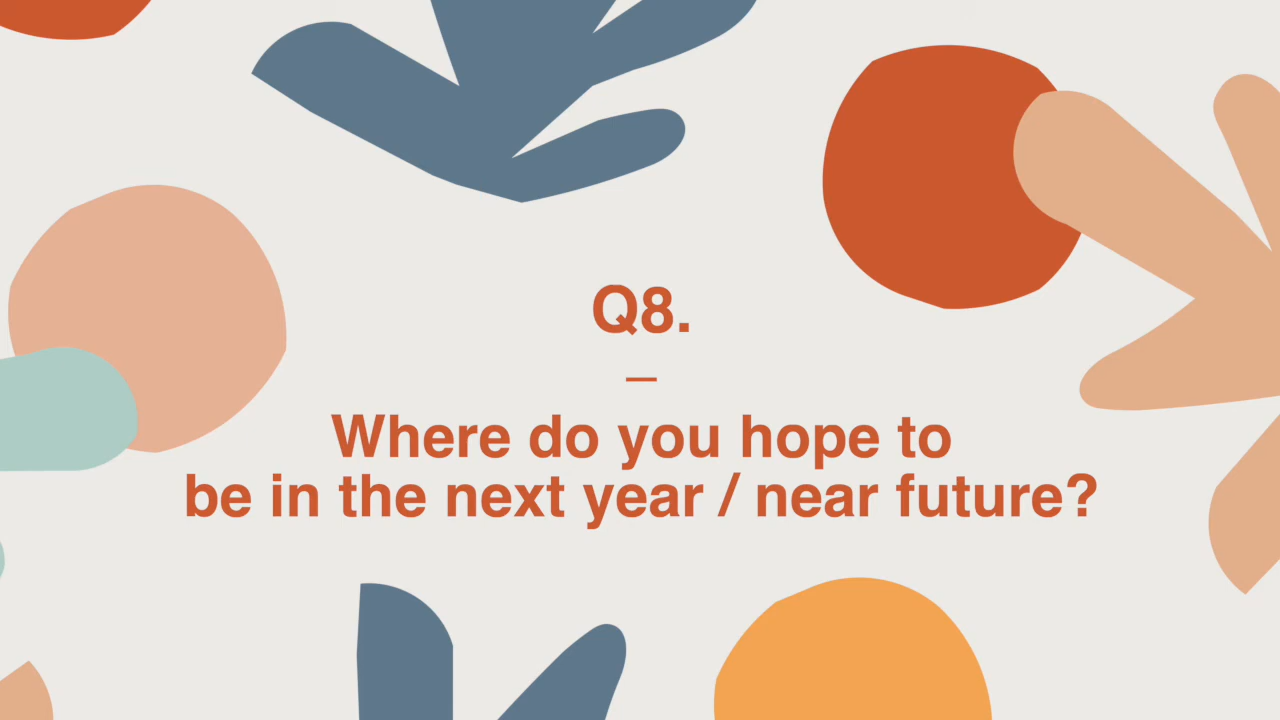 Q8.
—
Where do you hope to
be in the next year / near future?